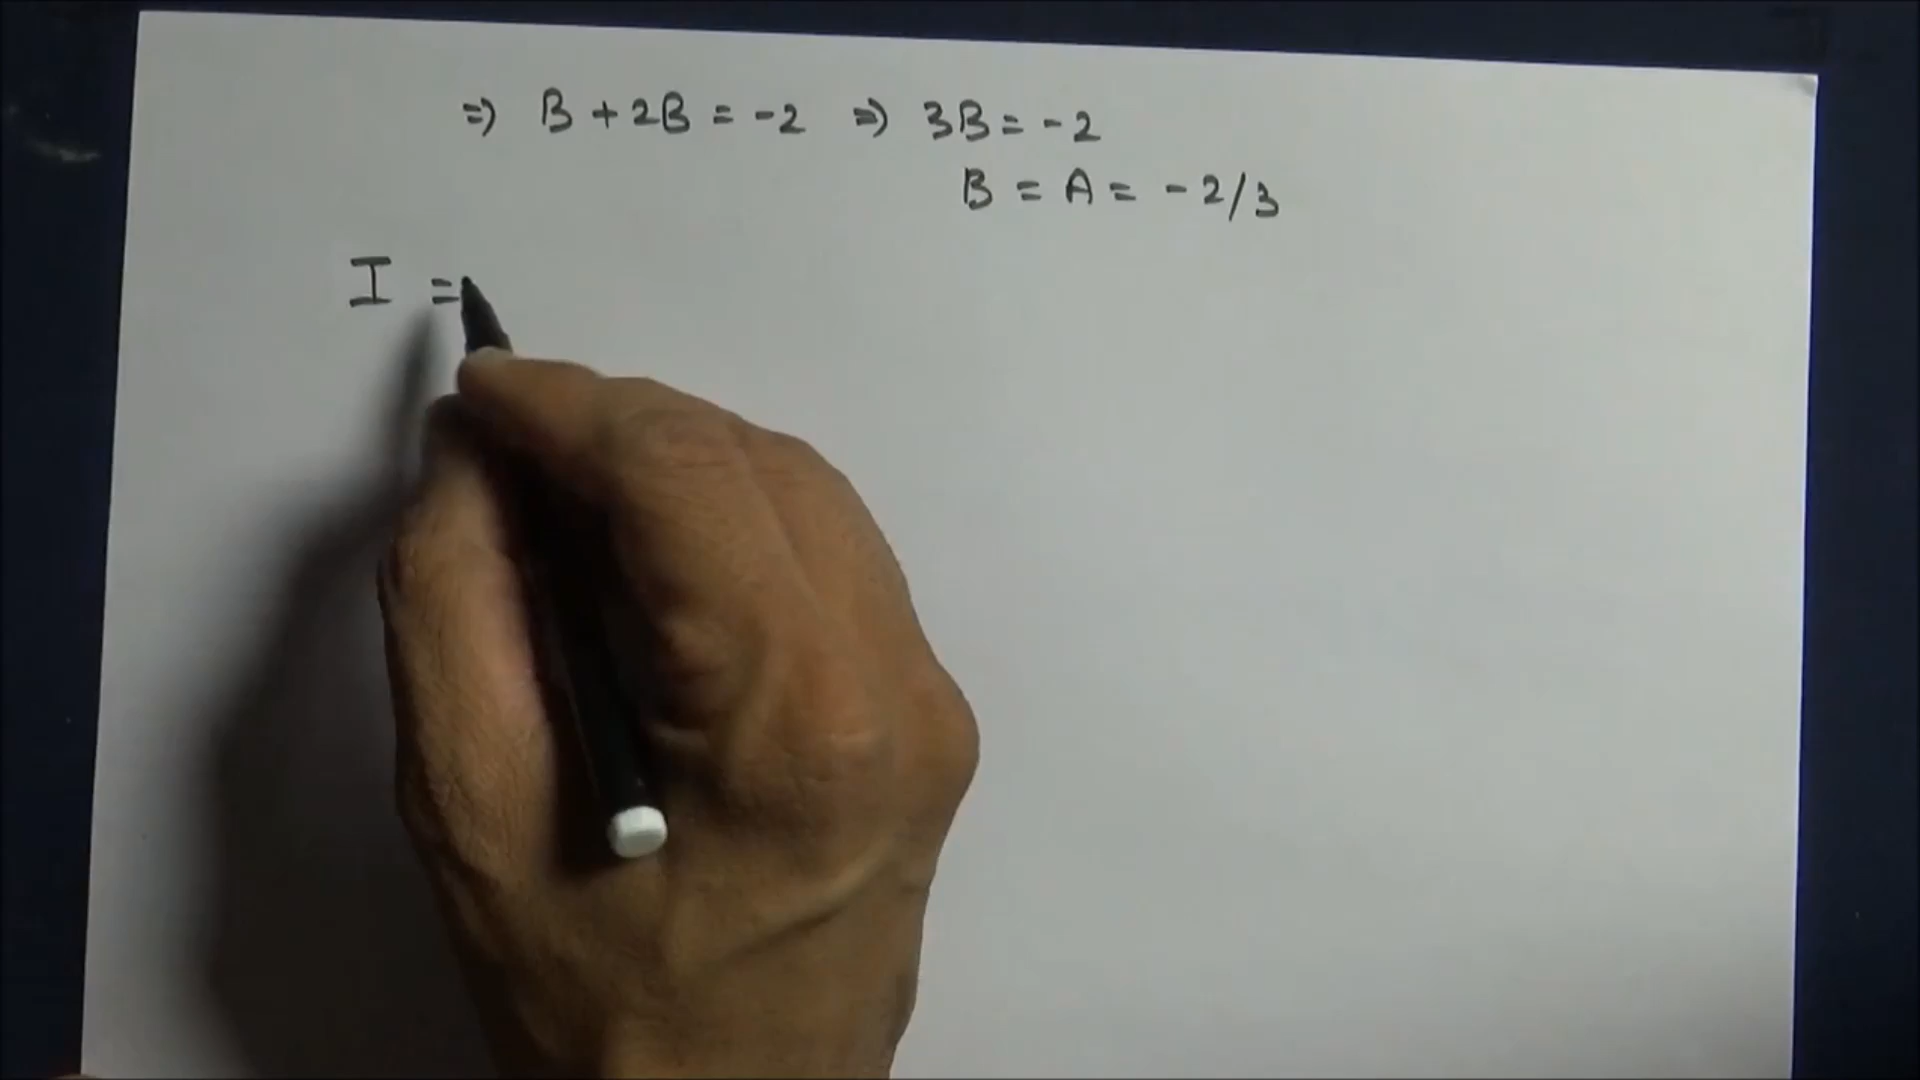 => B + 2B = -2 => 3B = -2
B = A = -2/3
I =